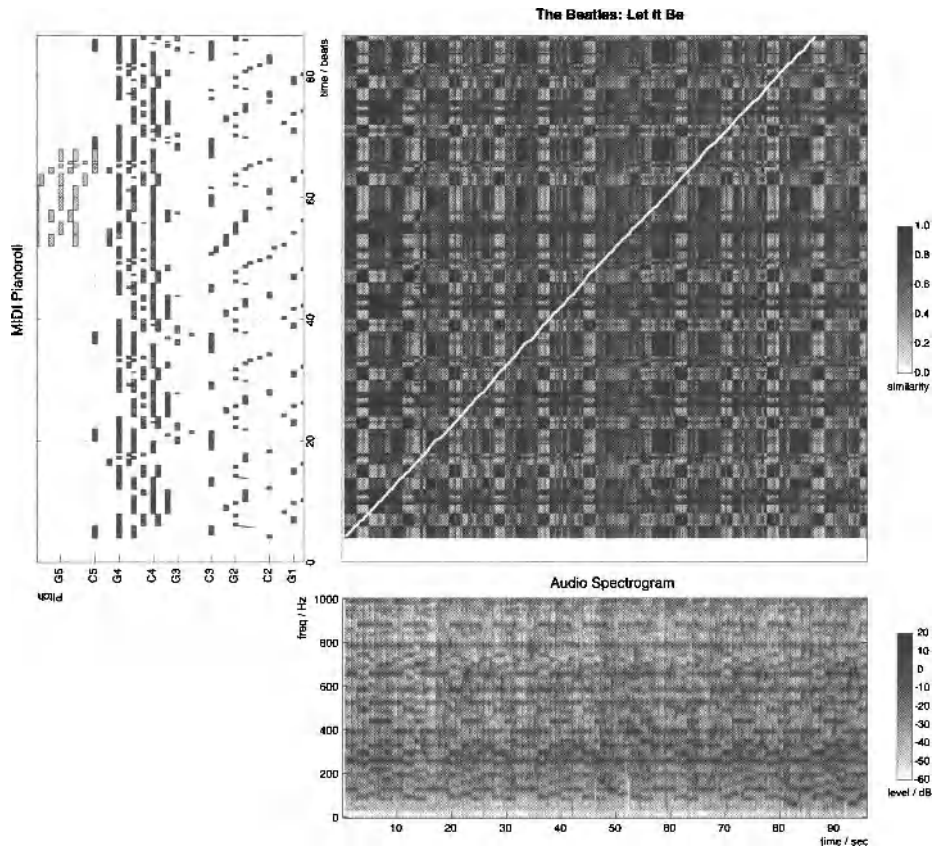 The Beatles: Let It Be
MIDI Pianoroll
time / beats
80
60
40
20
0
Pitch
G5
C5
G4
C4
G3
C3
G2
C2
G1
1.0
0.8
0.6
0.4
0.2
0.0
similarity
Audio Spectrogram
freq / Hz
1000
800
600
400
200
0
10
20
30
40
50
60
70
80
90
time / sec
20
10
0
-10
-20
-30
-40
-50
-60
level / dB